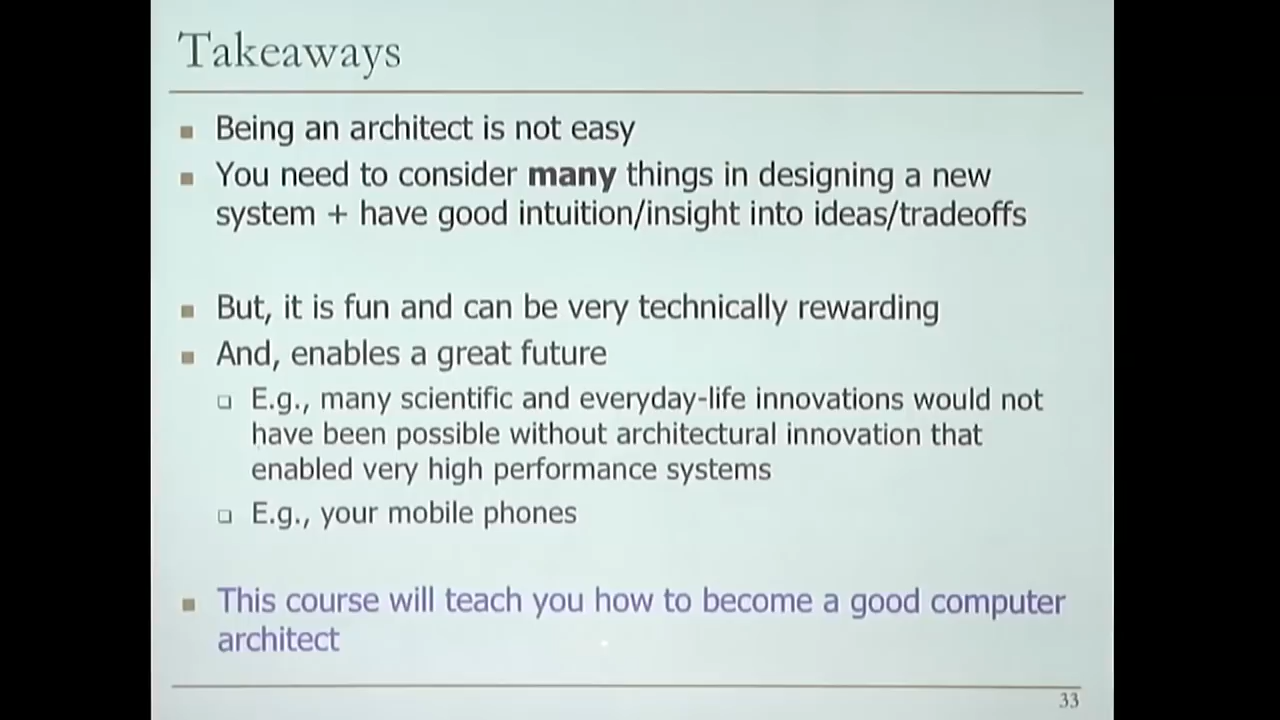 Takeaways
Being an architect is not easy
You need to consider many things in designing a new
system + have good intuition/insight into ideas/tradeoffs
But, it is fun and can be very technically rewarding
And, enables a great future
E.g., many scientific and everyday-life innovations would not
have been possible without architectural innovation that
enabled very high performance systems
E.g., your mobile phones
This course will teach you how to become a good computer
architect
33